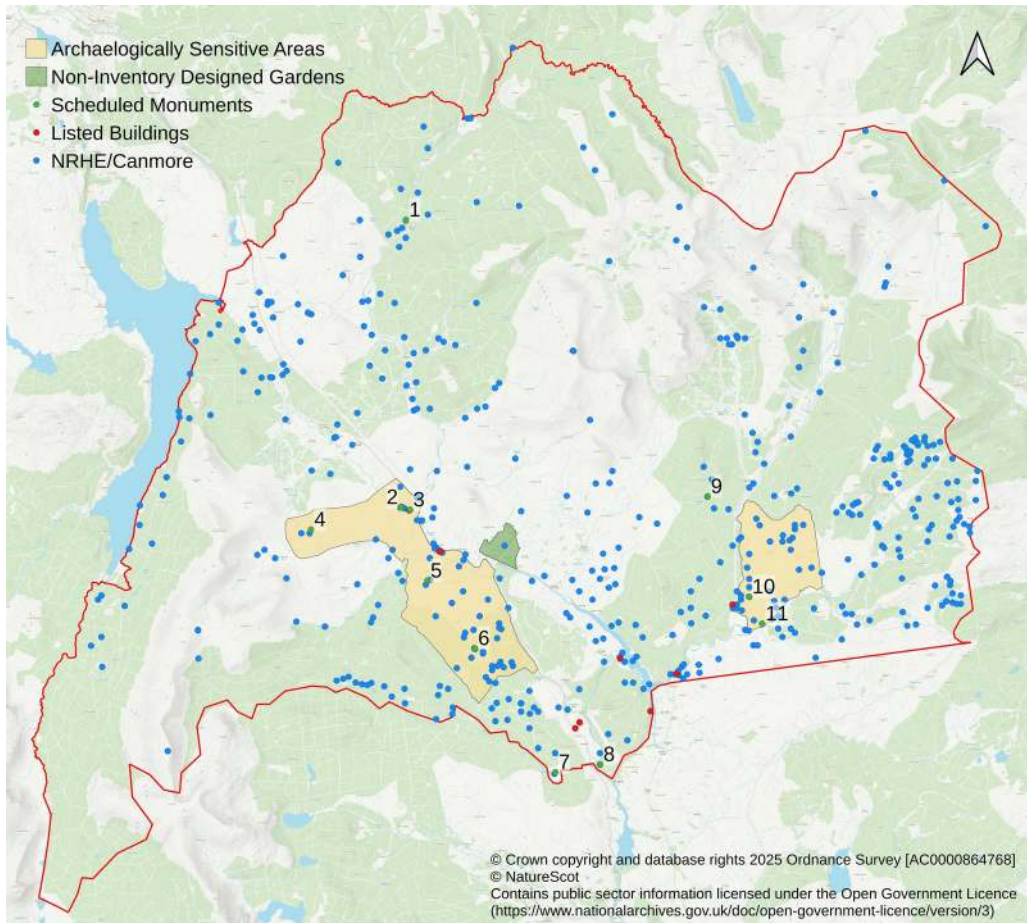 Archaelogically Sensitive Areas
Non-Inventory Designed Gardens
Scheduled Monuments
Listed Buildings
NRHE/Canmore
1
2
3
4
5
6
7
8
9
10
11
© Crown copyright and database rights 2025 Ordnance Survey [AC0000864768]
© NatureScot
Contains public sector information licensed under the Open Government Licence
(https://www.nationalarchives.gov.uk/doc/open-government-licence/version/3)